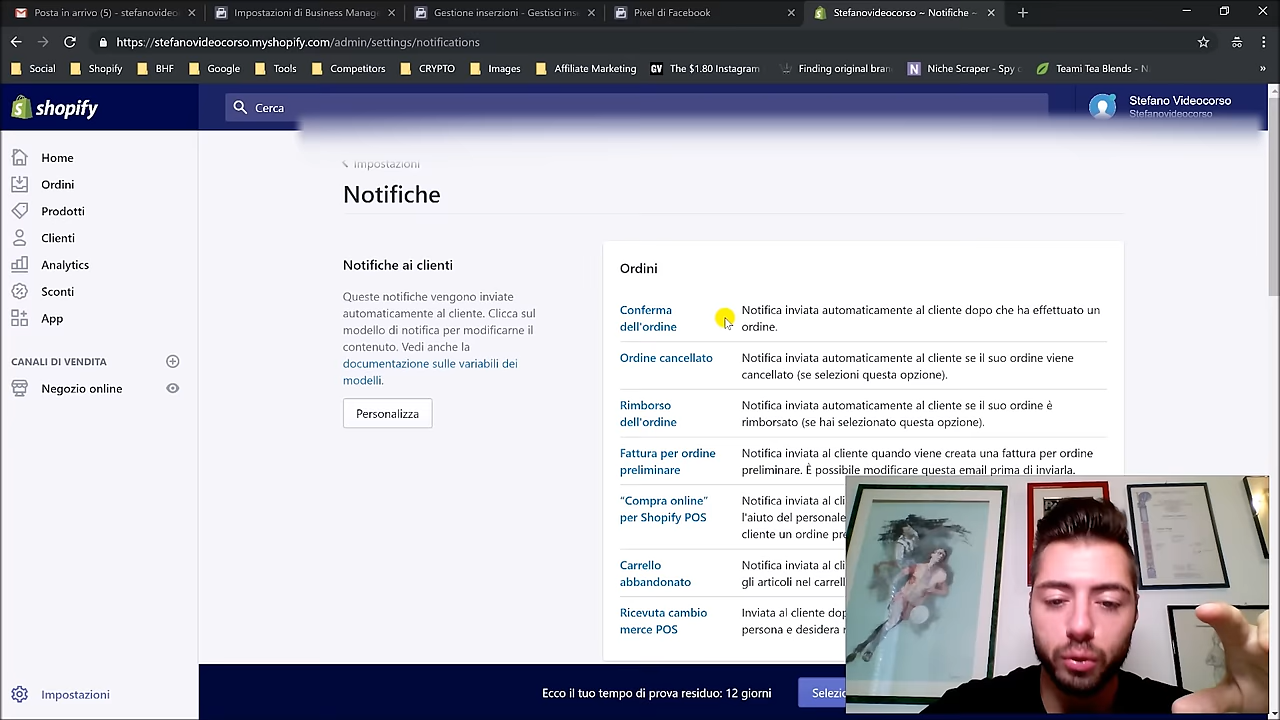 Posta in arrivo (5) - stefanovideoc
Impostazioni di Business Manag
Gestione inserzioni - Gestisci ins
Pixel di Facebook
Stefanovideocorso ~ Notifiche ~
https://stefanovideocorso.myshopify.com/admin/settings/notifications
Social
Shopify
BHF
Google
Tools
Competitors
CRYPTO
Images
Affiliate Marketing
GV The $1.80 Instagram
Finding original bran
N Niche Scraper - Spy
Teami Tea Blends - N
»
shopify
Cerca
Stefano Videocorso
Stefanovideocorso
Home
Ordini
Prodotti
Clienti
Analytics
Sconti
App
CANALI DI VENDITA
Negozio online
Impostazioni
Impostazioni
Notifiche
Notifiche ai clienti
Queste notifiche vengono inviate
automaticamente al cliente. Clicca sul
modello di notifica per modificarne il
contenuto. Vedi anche la
documentazione sulle variabili dei
modelli.
Personalizza
Ordini
Conferma dell'ordine
Notifica inviata automaticamente al cliente dopo che ha effettuato un
ordine.
Ordine cancellato
Notifica inviata automaticamente al cliente se il suo ordine viene
cancellato (se selezioni questa opzione).
Rimborso dell'ordine
Notifica inviata automaticamente al cliente se il suo ordine è
rimborsato (se hai selezionato questa opzione).
Fattura per ordine preliminare
Notifica inviata al cliente quando viene creata una fattura per ordine
preliminare. È possibile modificare questa email prima di inviarla.
“Compra online” per Shopify POS
Notifica inviata al cli
l'aiuto del personale
cliente un ordine pre
Carrello abbandonato
Notifica inviata al cli
gli articoli nel carrell
Ricevuta cambio merce POS
Inviata al cliente dop
persona e desidera r
Ecco il tuo tempo di prova residuo: 12 giorni
Selezio